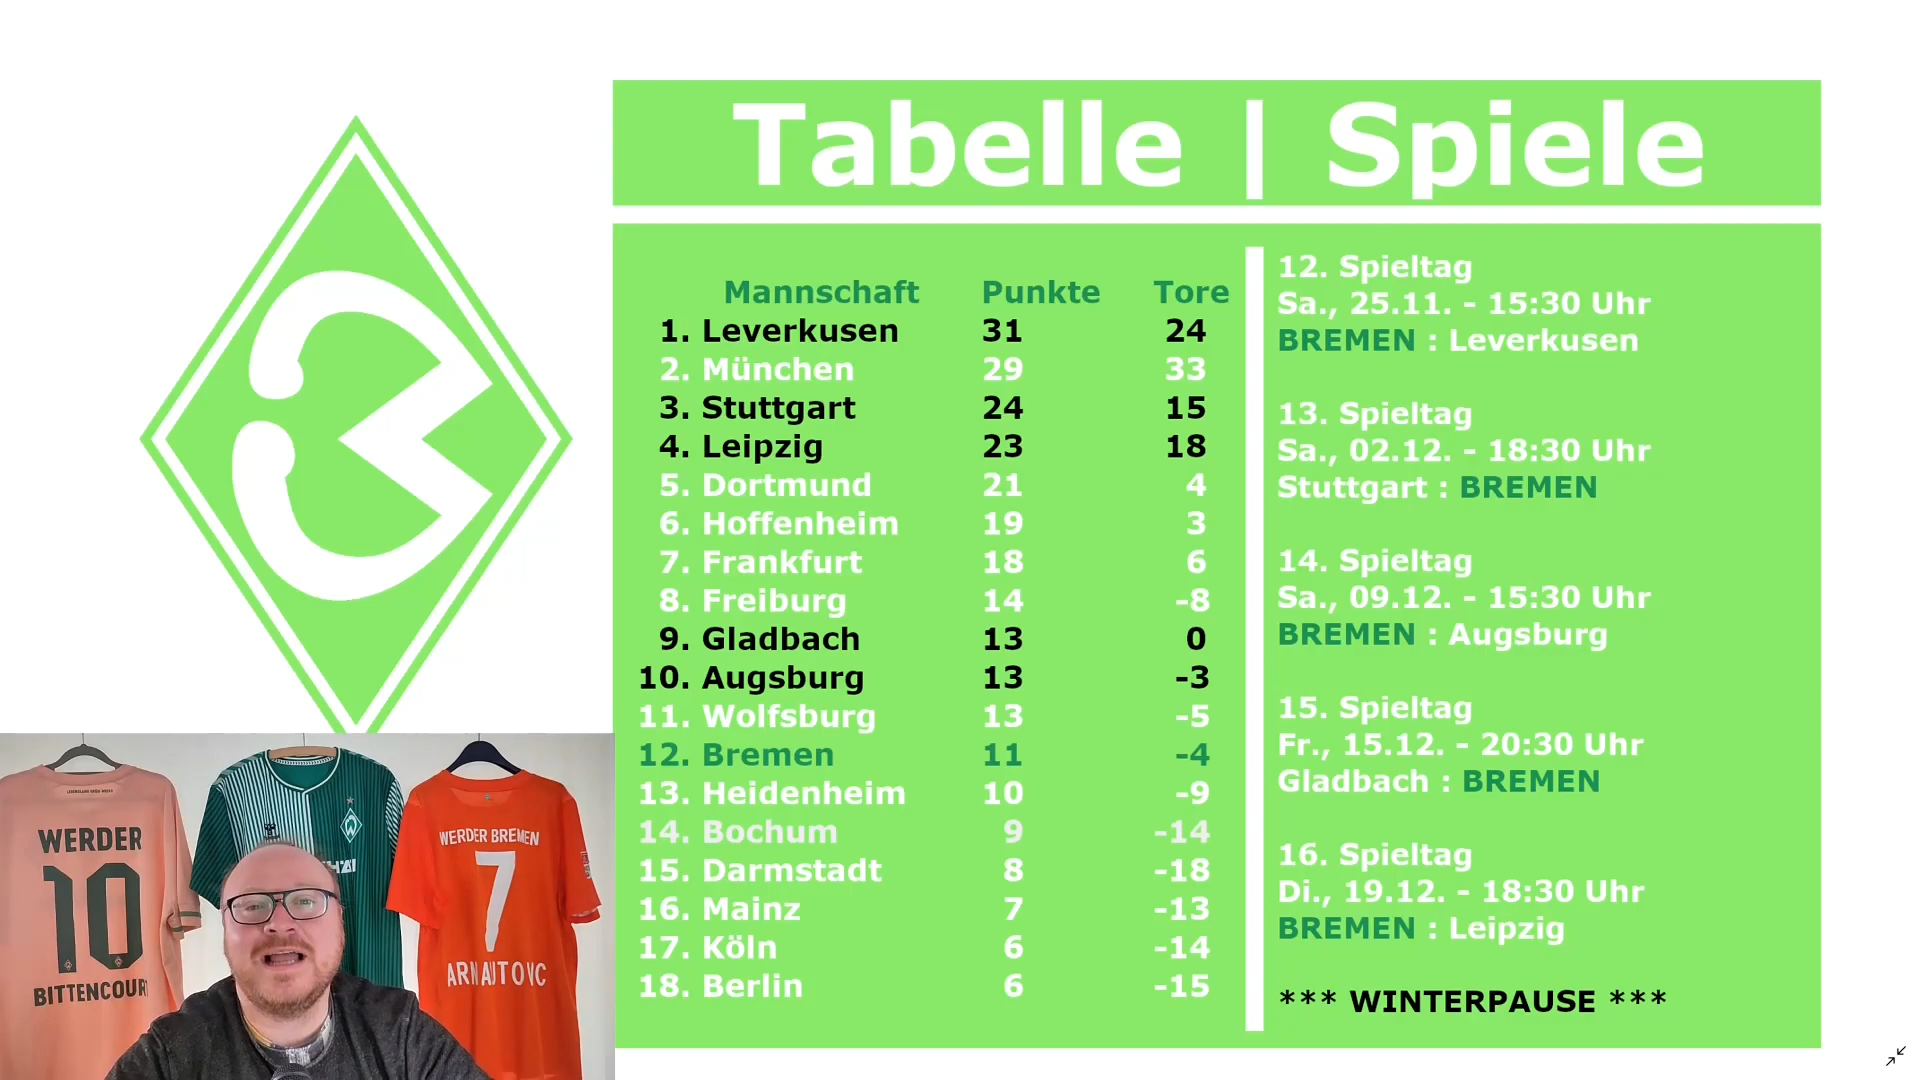 Tabelle | Spiele
Mannschaft Punkte Tore
1. Leverkusen 31 24
2. München 29 33
3. Stuttgart 24 15
4. Leipzig 23 18
5. Dortmund 21 4
6. Hoffenheim 19 3
7. Frankfurt 18 6
8. Freiburg 14 -8
9. Gladbach 13 0
10. Augsburg 13 -3
11. Wolfsburg 13 -5
12. Bremen 11 -4
13. Heidenheim 10 -9
14. Bochum 9 -14
15. Darmstadt 8 -18
16. Mainz 7 -13
17. Köln 6 -14
18. Berlin 6 -15
12. Spieltag
Sa., 25.11. - 15:30 Uhr
BREMEN : Leverkusen
13. Spieltag
Sa., 02.12. - 18:30 Uhr
Stuttgart : BREMEN
14. Spieltag
Sa., 09.12. - 15:30 Uhr
BREMEN : Augsburg
15. Spieltag
Fr., 15.12. - 20:30 Uhr
Gladbach : BREMEN
16. Spieltag
Di., 19.12. - 18:30 Uhr
BREMEN : Leipzig
*** WINTERPAUSE ***
WERDER
10
BITTENCOURT
WERDER BREMEN
7
ARNAUTOVIC